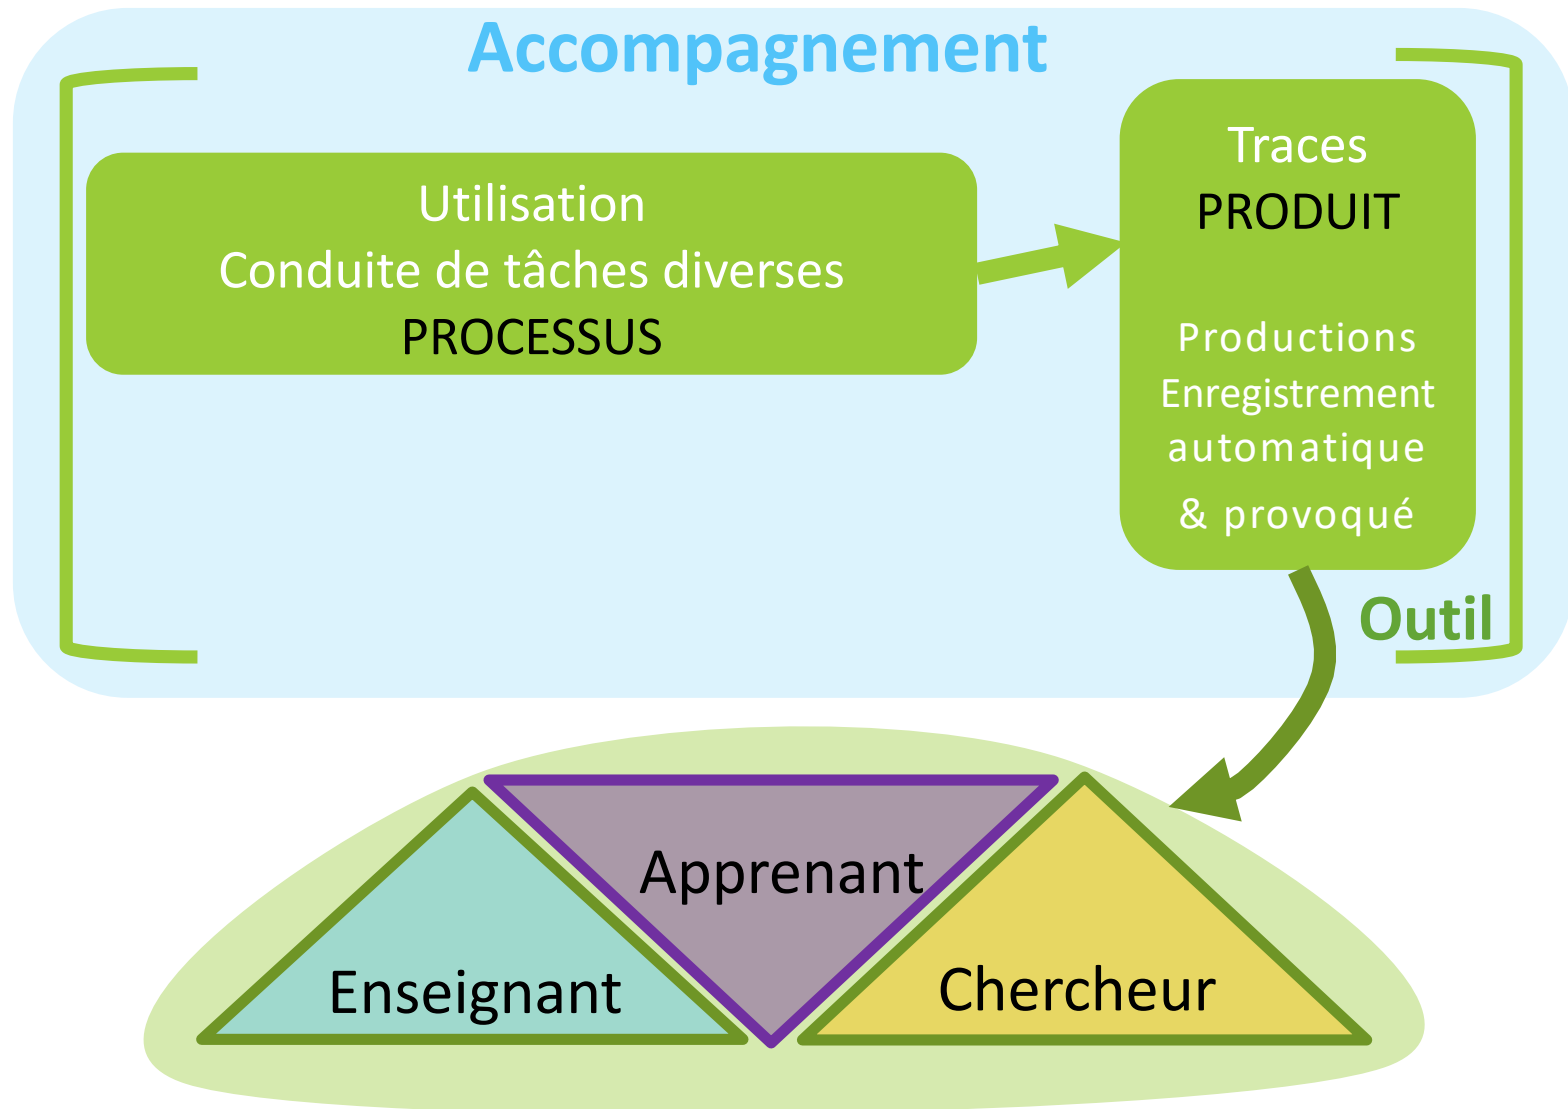 Accompagnement
Utilisation
Conduite de tâches diverses
PROCESSUS
Traces
PRODUIT
Productions
Enregistrement
automatique
& provoqué
Outil
Apprenant
Enseignant
Chercheur